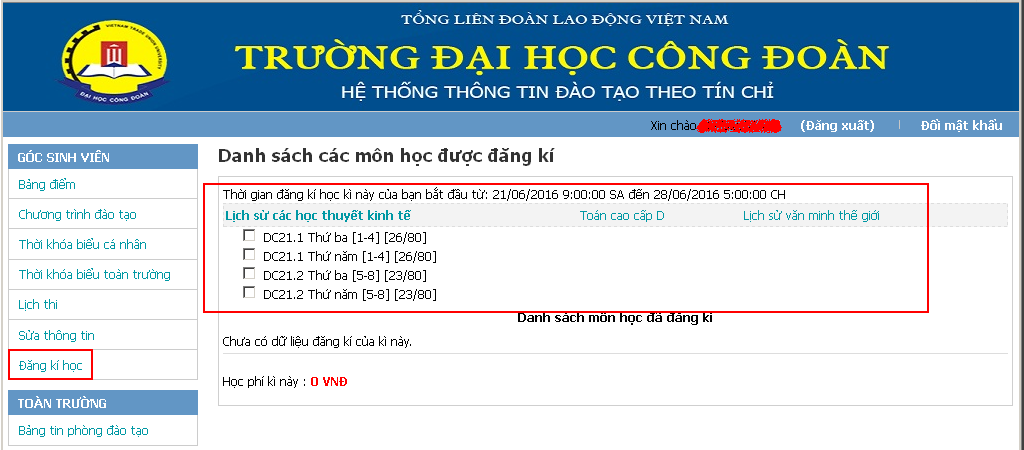 TỔNG LIÊN ĐOÀN LAO ĐỘNG VIỆT NAM
TRƯỜNG ĐẠI HỌC CÔNG ĐOÀN
HỆ THỐNG THÔNG TIN ĐÀO TẠO THEO TÍN CHỈ
VIETNAM TRADE UNION UNIVERSITY
ĐẠI HỌC CÔNG ĐOÀN
Xin chào (Đăng xuất) | Đổi mật khẩu
GÓC SINH VIÊN
Bảng điểm
Chương trình đào tạo
Thời khóa biểu cá nhân
Thời khóa biểu toàn trường
Lịch thi
Sửa thông tin
Đăng kí học
TOÀN TRƯỜNG
Bảng tin phòng đào tạo
Danh sách các môn học được đăng kí
Thời gian đăng kí học kì này của bạn bắt đầu từ: 21/06/2016 9:00:00 SA đến 28/06/2016 5:00:00 CH
Lịch sử các học thuyết kinh tế Toán cao cấp D Lịch sử văn minh thế giới
DC21.1 Thứ ba [1-4] [26/80]
DC21.1 Thứ năm [1-4] [26/80]
DC21.2 Thứ ba [5-8] [23/80]
DC21.2 Thứ năm [5-8] [23/80]
Danh sách môn học đã đăng kí
Chưa có dữ liệu đăng kí của kì này.
Học phí kì này : 0 VNĐ